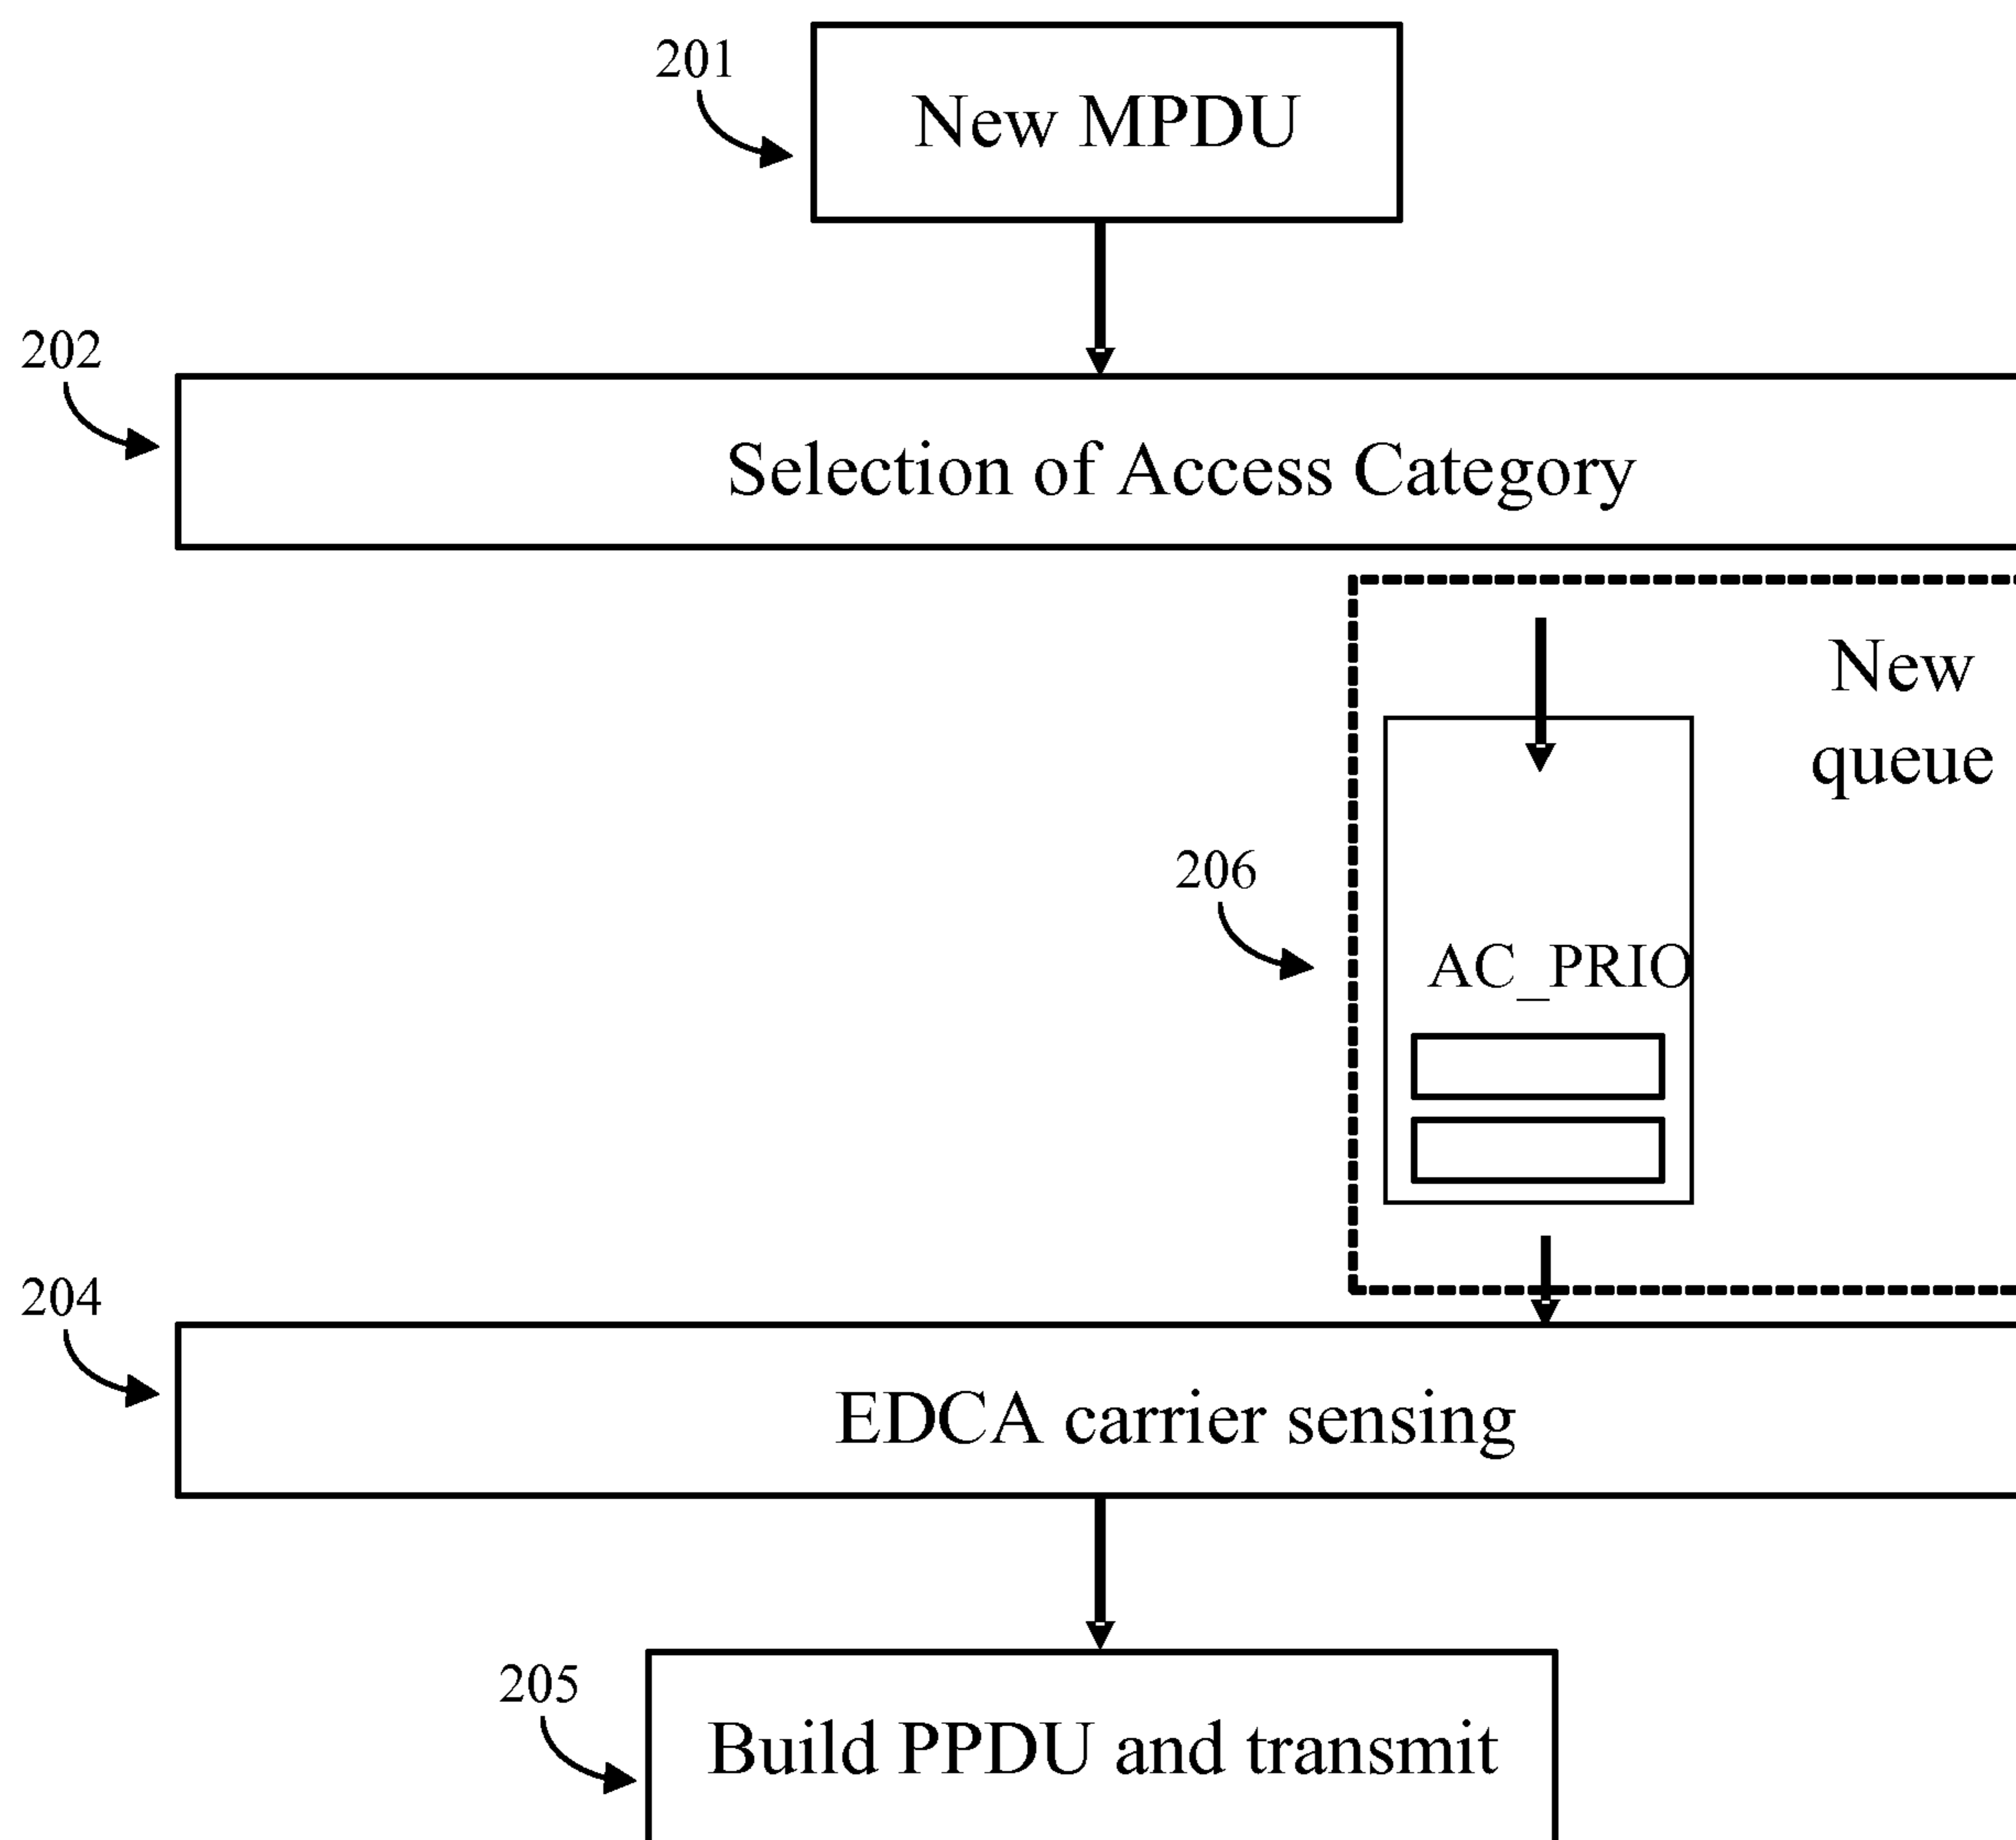 201
New MPDU
202
Selection of Access Category
New
queue
206
AC_PRIO
204
EDCA carrier sensing
205
Build PPDU and transmit